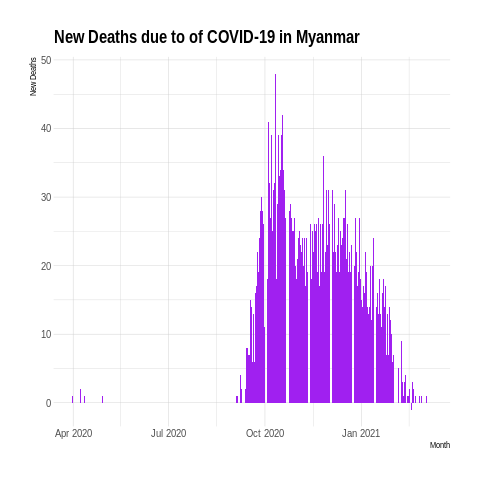 New Deaths due to of COVID-19 in Myanmar
New Deaths
50
40
30
20
10
0
Apr 2020
Jul 2020
Oct 2020
Jan 2021
Month